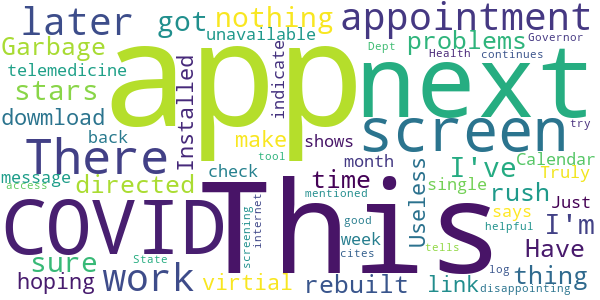 later got nothing appointment
unavailable Dept Governor
Garbage app next problems Health continues
telemedicine Installed indicate
stars screen try
dowmload back make shows
There month I've Calendar
message check single Truly
access directed tool time Useless rush
COVID This mentioned Just
sure screening internet good says I'm
week helpful Have
hoping State cites tells
work virtial rebuilt link log thing
disappointing